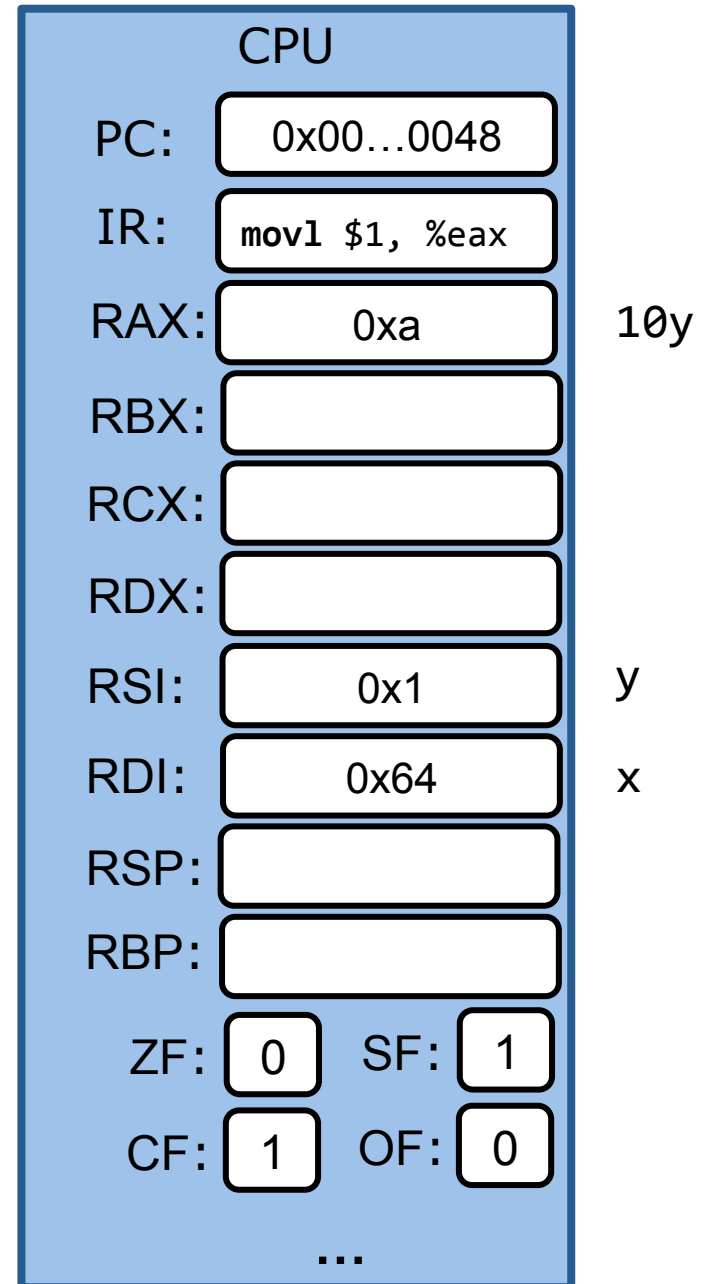 CPU
PC: 0x00…0048
IR: movl $1, %eax
RAX: 0xa 10y
RBX:
RCX:
RDX:
RSI: 0x1 y
RDI: 0x64 x
RSP:
RBP:
ZF: 0 SF: 1
CF: 1 OF: 0
…